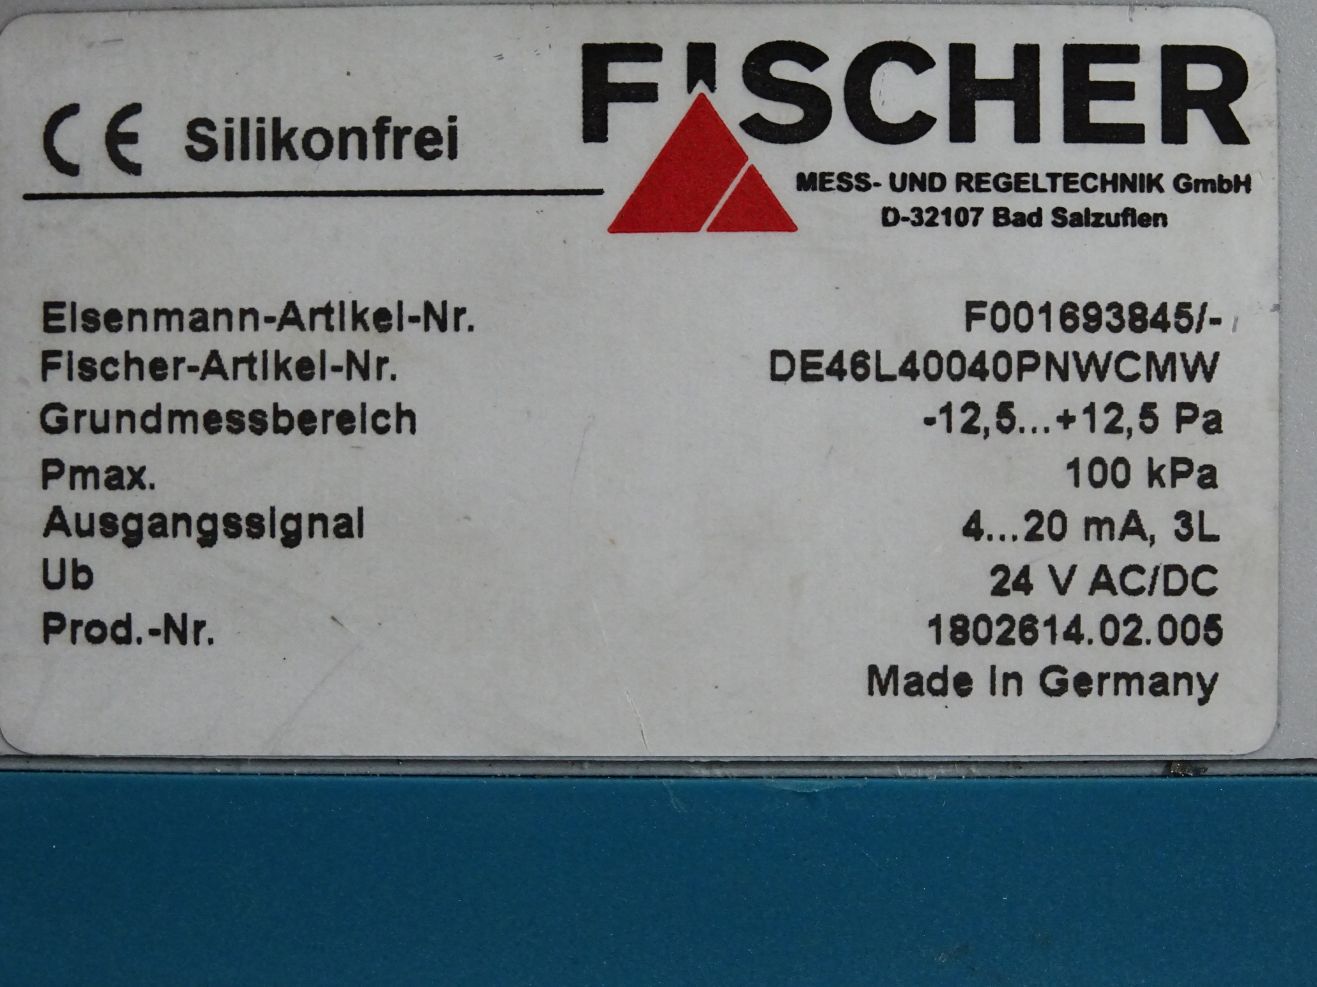 CE Silikonfrei
FISCHER
MESS- UND REGELTECHNIK GmbH
D-32107 Bad Salzuflen
Eisenmann-Artikel-Nr. F001693845/-
Fischer-Artikel-Nr. DE46L40040PNWCMW
Grundmessbereich -12,5...+12,5 Pa
Pmax. 100 kPa
Ausgangssignal 4...20 mA, 3L
Ub 24 V AC/DC
Prod.-Nr. 1802614.02.005
Made in Germany